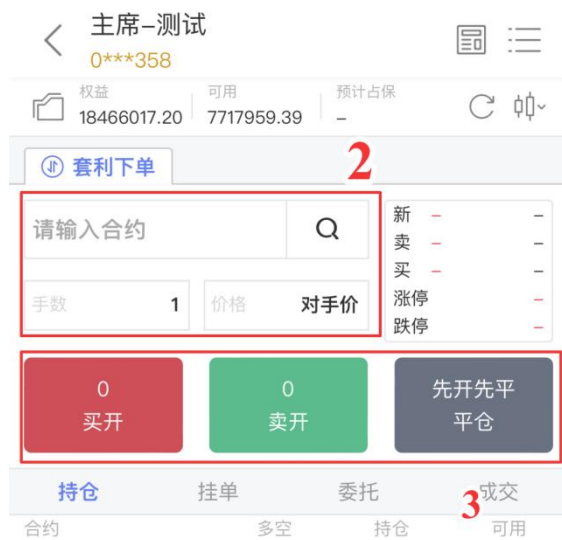 主席-测试
0***358
权益 可用 预计占保
18466017.20 7717959.39 -
套利下单
2
请输入合约
新 - -
卖 - -
买 - -
涨停 -
跌停 -
手数 1 价格 对手价
0 0 先开先平
买开 卖开 平仓
持仓 挂单 委托 成交
3
合约 多空 持仓 可用